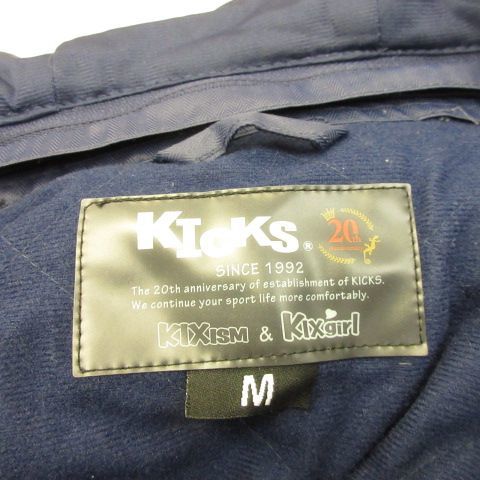 KICKS® 20th
SINCE 1992
The 20th anniversary of establishment of KICKS.
We continue your sport life more comfortably.
KIXISM & KIXgirl
M